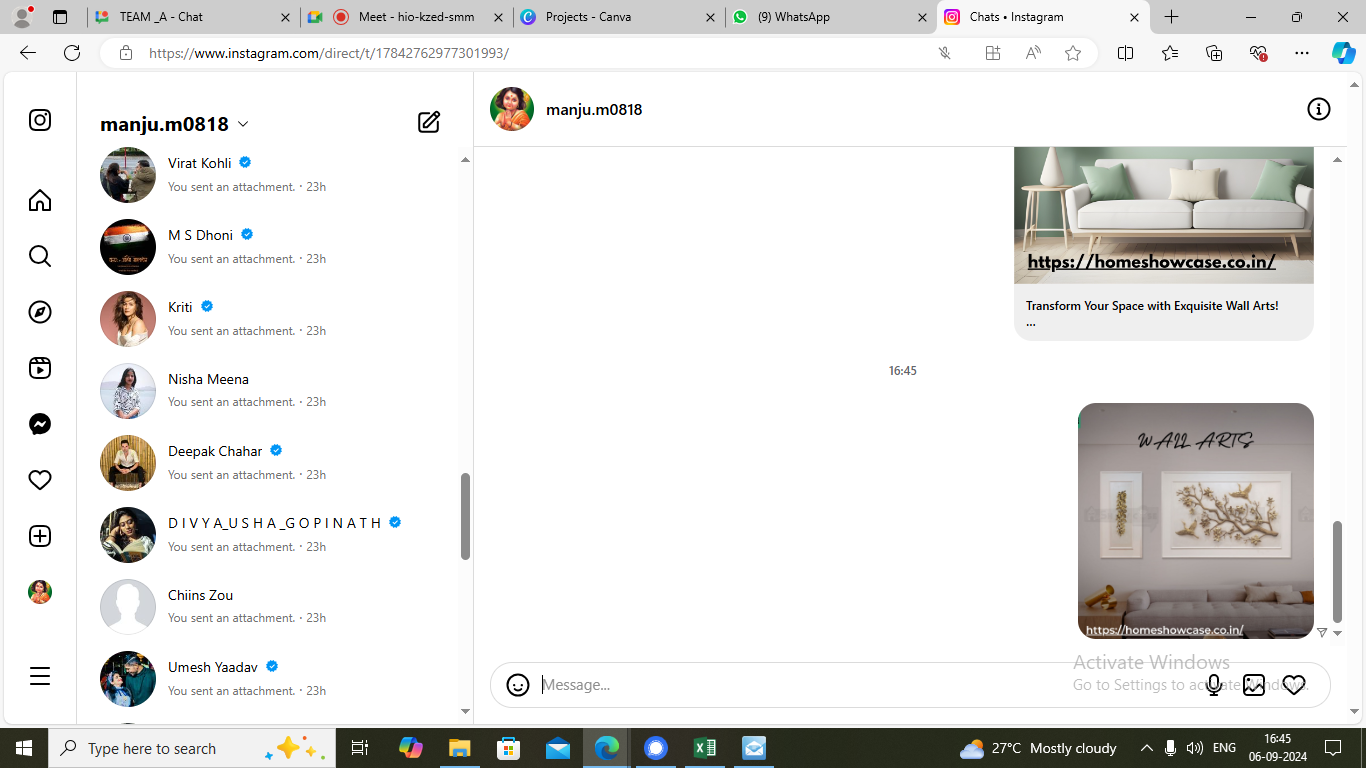 TEAM _A - Chat
Meet - hio-kzed-smm
Projects - Canva
(9) WhatsApp
Chats • Instagram
https://www.instagram.com/direct/t/17842762977301993/
manju.m0818
Virat Kohli
You sent an attachment. · 23h
M S Dhoni
You sent an attachment. · 23h
Kriti
You sent an attachment. · 23h
Nisha Meena
You sent an attachment. · 23h
Deepak Chahar
You sent an attachment. · 23h
D I V Y A_U S H A _G O P I N A T H
You sent an attachment. · 23h
Chiins Zou
You sent an attachment. · 23h
Umesh Yaadav
You sent an attachment. · 23h
manju.m0818
https://homeshowcase.co.in/
Transform Your Space with Exquisite Wall Arts!
...
16:45
WALL ARTS
https://homeshowcase.co.in/
Message...
Activate Windows
Go to Settings to activate Windows.
Type here to search
27°C Mostly cloudy
ENG
16:45
06-09-2024